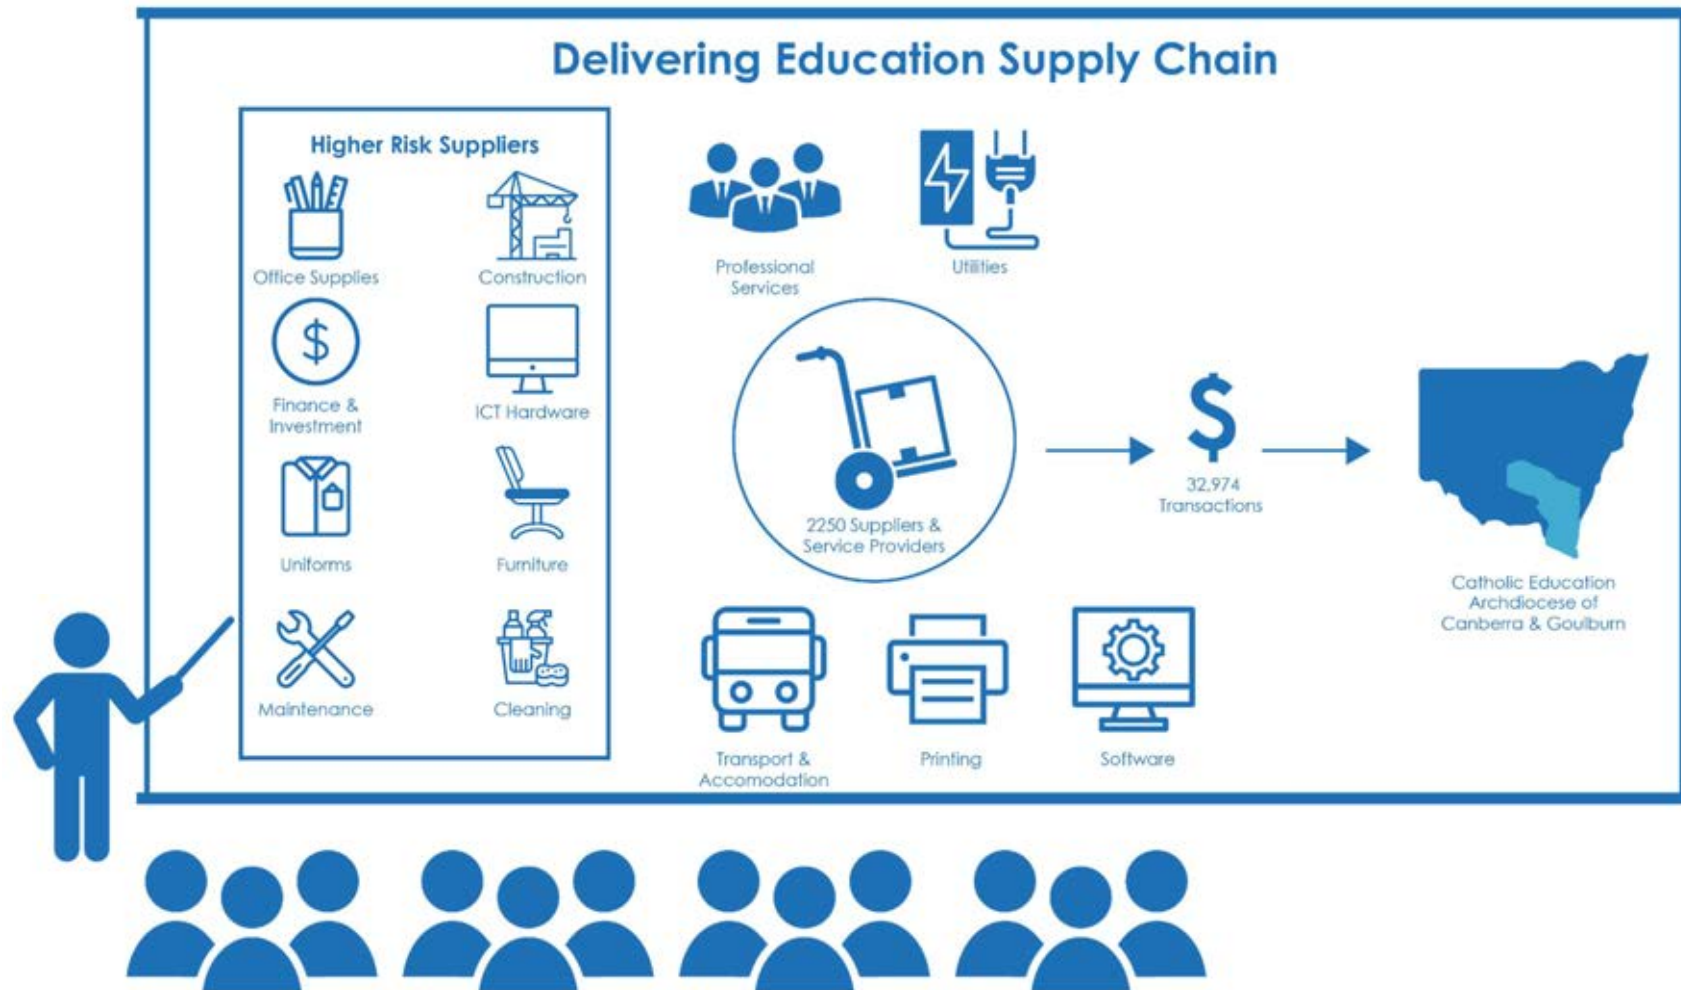 Delivering Education Supply Chain
Higher Risk Suppliers
Office Supplies
Construction
$
Finance &
Investment
ICT Hardware
Uniforms
Furniture
Maintenance
Cleaning
Professional
Services
Utilities
2250 Suppliers &
Service Providers
$
32,974
Transactions
Catholic Education
Archdiocese of
Canberra & Goulburn
Transport &
Accomodation
Printing
Software